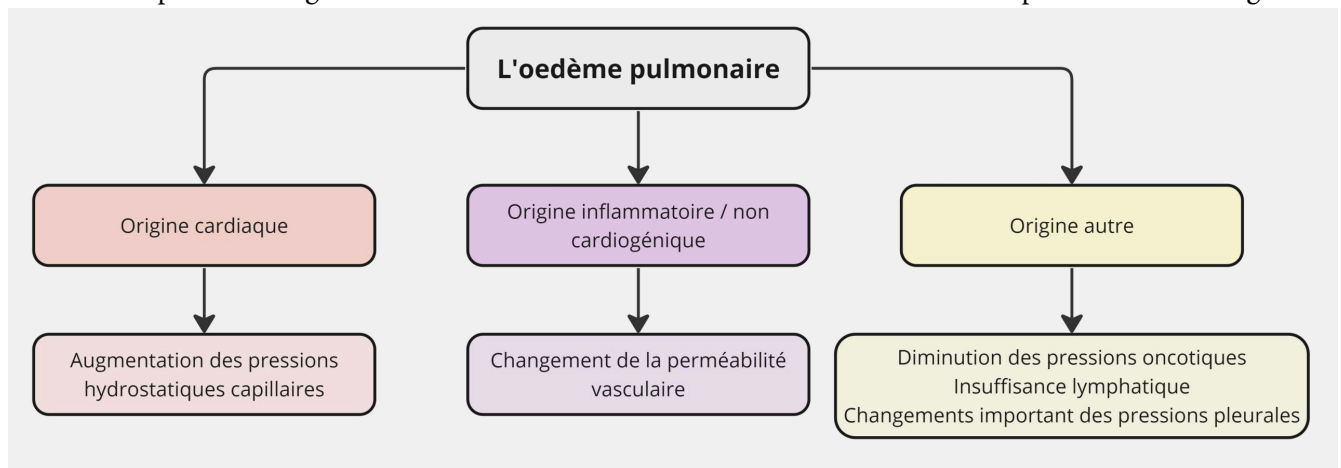 L'oedème pulmonaire
Origine cardiaque
Origine inflammatoire / non
cardiogénique
Origine autre
Augmentation des pressions
hydrostatiques capillaires
Changement de la perméabilité
vasculaire
Diminution des pressions oncotiques
Insuffisance lymphatique
Changements important des pressions pleurales